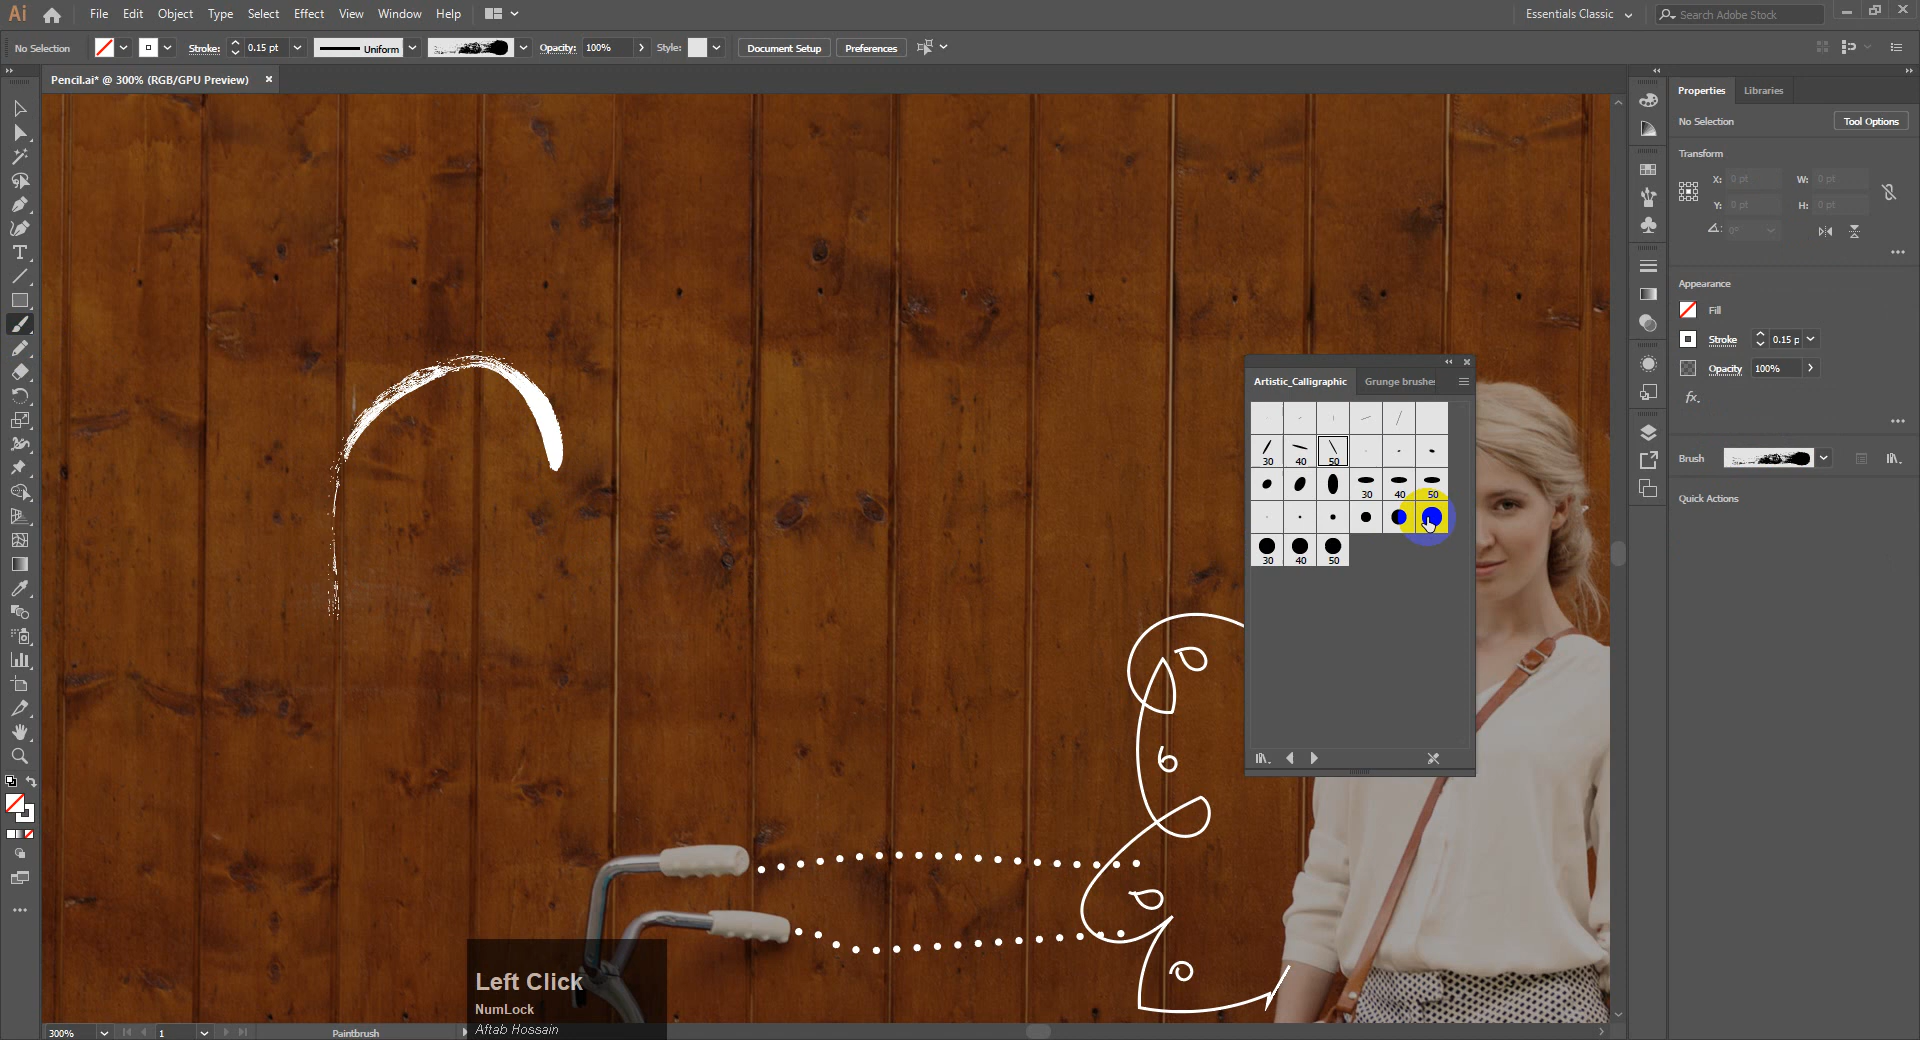 Ai File Edit Object Type Select Effect View Window Help Essentials Classic Search Adobe Stock
No Selection Stroke: 0.15 pt Uniform Opacity: 100% Style: Document Setup Preferences
Pencil.ai* @ 300% (RGB/GPU Preview)
Properties Libraries
No Selection Tool Options
Transform
X: 0 pt W: 0 pt
Y: 0 pt H: 0 pt
0°
Appearance
Fill
Stroke 0.15 p
Opacity 100%
fx.
Brush
Quick Actions
Artistic_Calligraphic Grunge brushes
30 40 50
30 40 50
30 40 50
Left Click
NumLock
Aftab Hossain
300% 1 Paintbrush